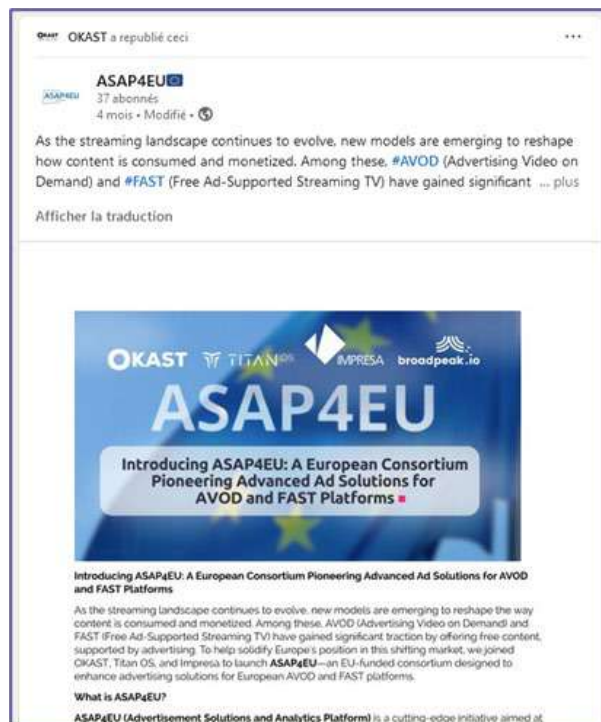 OKAST OKAST a republié ceci
ASAP4EU
ASAP4EU
37 abonnés
4 mois • Modifié •
As the streaming landscape continues to evolve, new models are emerging to reshape
how content is consumed and monetized. Among these, #AVOD (Advertising Video on
Demand) and #FAST (Free Ad-Supported Streaming TV) have gained significant ... plus
Afficher la traduction
OKAST TITAN OS IMPRESA broadpeak.io
ASAP4EU
Introducing ASAP4EU: A European Consortium
Pioneering Advanced Ad Solutions for
AVOD and FAST Platforms
Introducing ASAP4EU: A European Consortium Pioneering Advanced Ad Solutions for AVOD
and FAST Platforms
As the streaming landscape continues to evolve, new models are emerging to reshape the way
content is consumed and monetized. Among these, AVOD (Advertising Video on Demand) and
FAST (Free Ad-Supported Streaming TV) have gained significant traction by offering free content,
supported by advertising. To help solidify Europe's position in this shifting market, we joined
OKAST, Titan OS, and Impresa to launch ASAP4EU—an EU-funded consortium designed to
enhance advertising solutions for European AVOD and FAST platforms.
What is ASAP4EU?
ASAP4EU (Advertisement Solutions and Analytics Platform) is a cutting-edge initiative aimed at